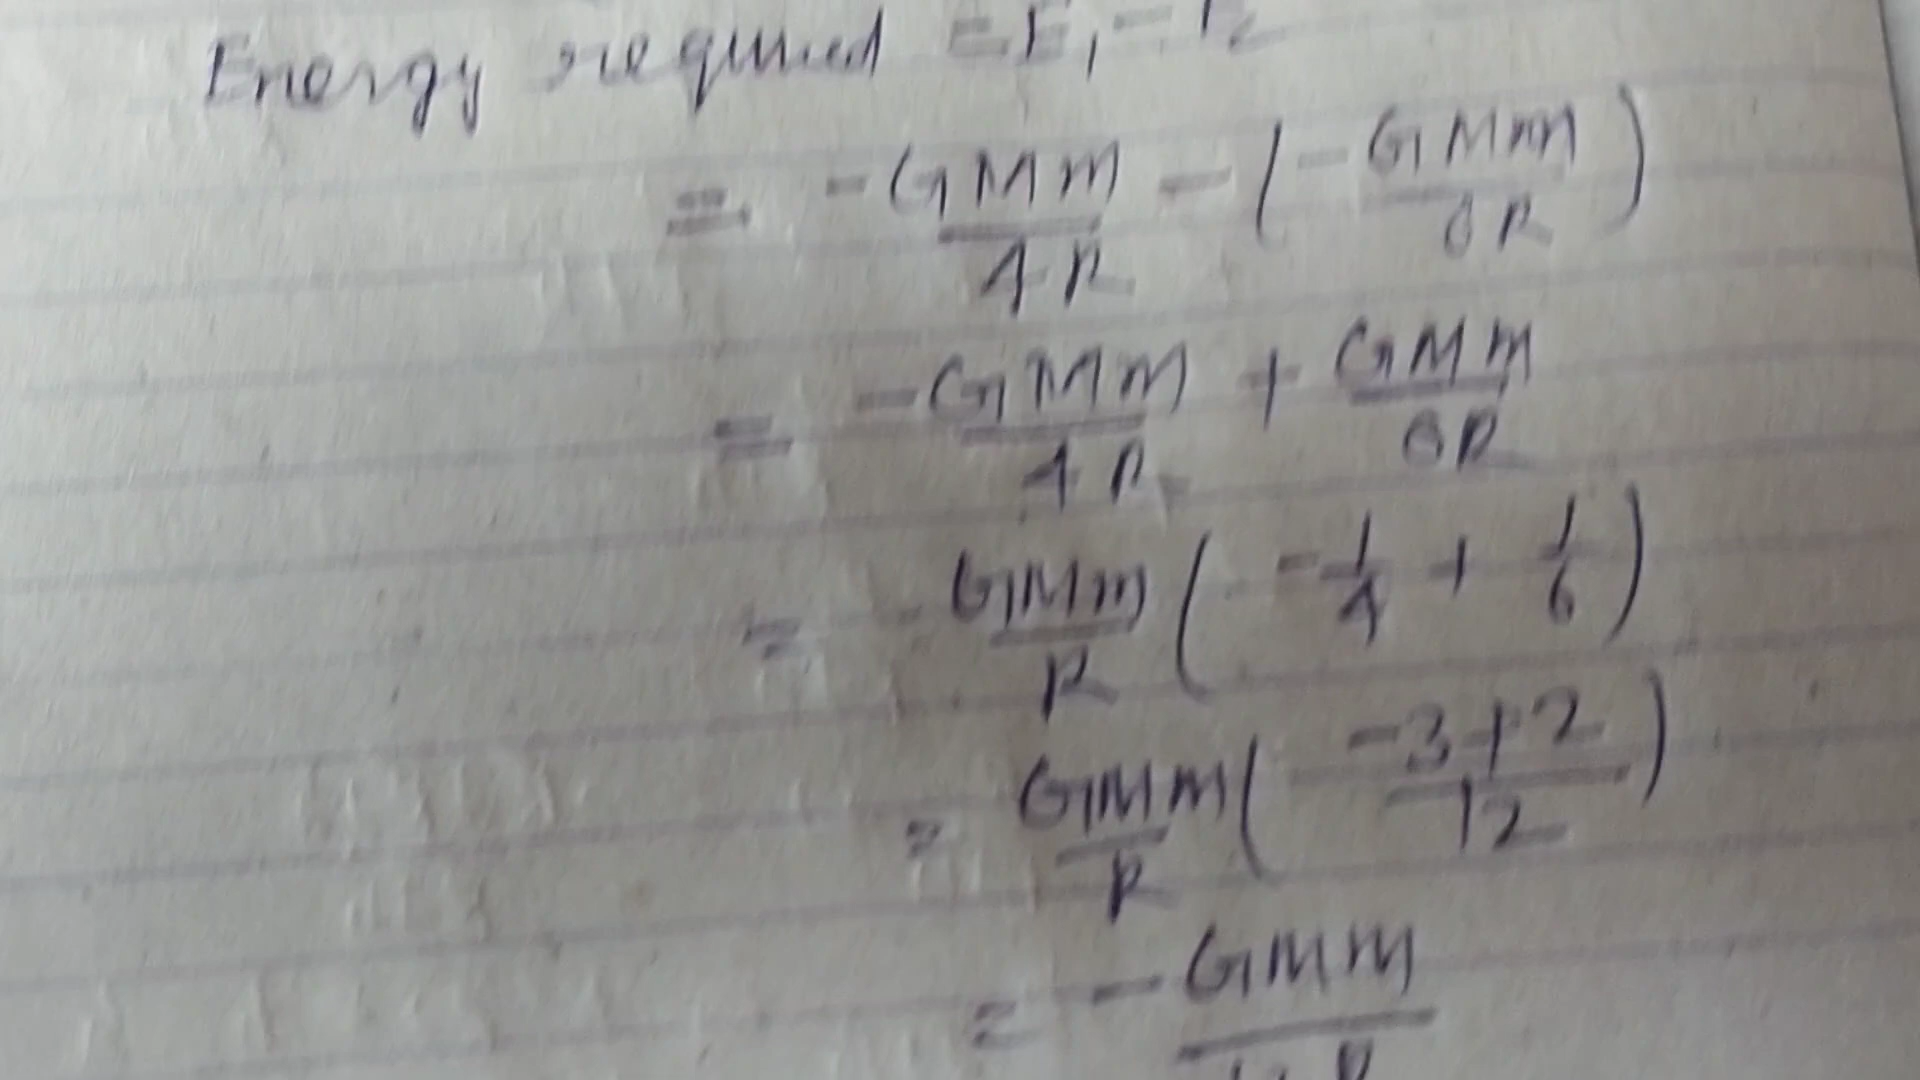 Energy required = E₁ - E₂
= -GMm/4R - (-GMm/6R)
= -GMm/4R + GMm/6R
= GMm/R (-1/4 + 1/6)
= GMm/R (-3+2/12)
= -GMm/12R